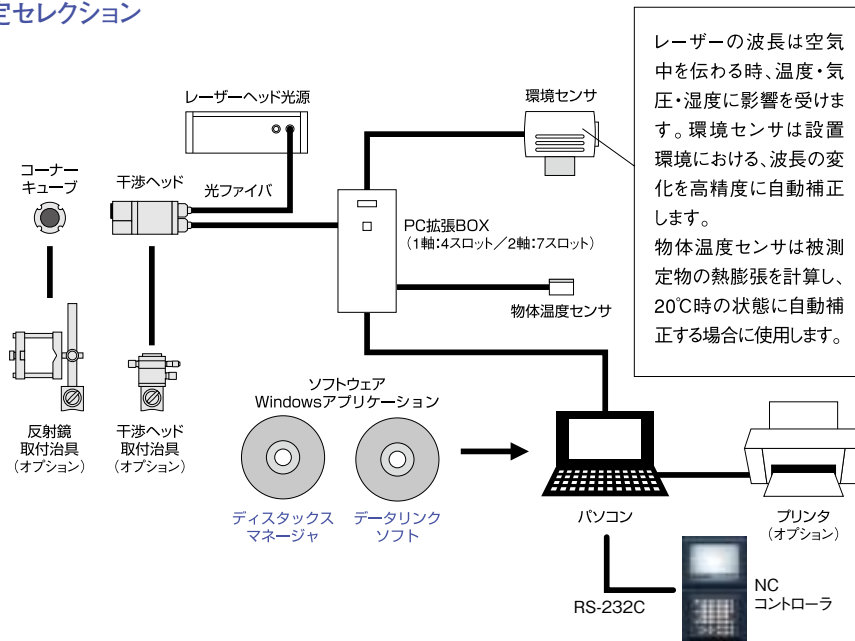 定セレクション
レーザーの波長は空気
中を伝わる時、温度・気
圧・湿度に影響を受けま
す。環境センサは設置
環境における、波長の変
化を高精度に自動補正
します。
物体温度センサは被測
定物の熱膨張を計算し、
20℃時の状態に自動補
正する場合に使用します。
レーザーヘッド光源
環境センサ
コーナー
キューブ
干渉ヘッド
光ファイバ
PC拡張BOX
（1軸:4スロット／2軸:7スロット）
物体温度センサ
反射鏡
取付治具
（オプション）
干渉ヘッド
取付治具
（オプション）
ソフトウェア
Windowsアプリケーション
ディスタックス
マネージャ
データリンク
ソフト
パソコン
プリンタ
（オプション）
RS-232C
NC
コントローラ